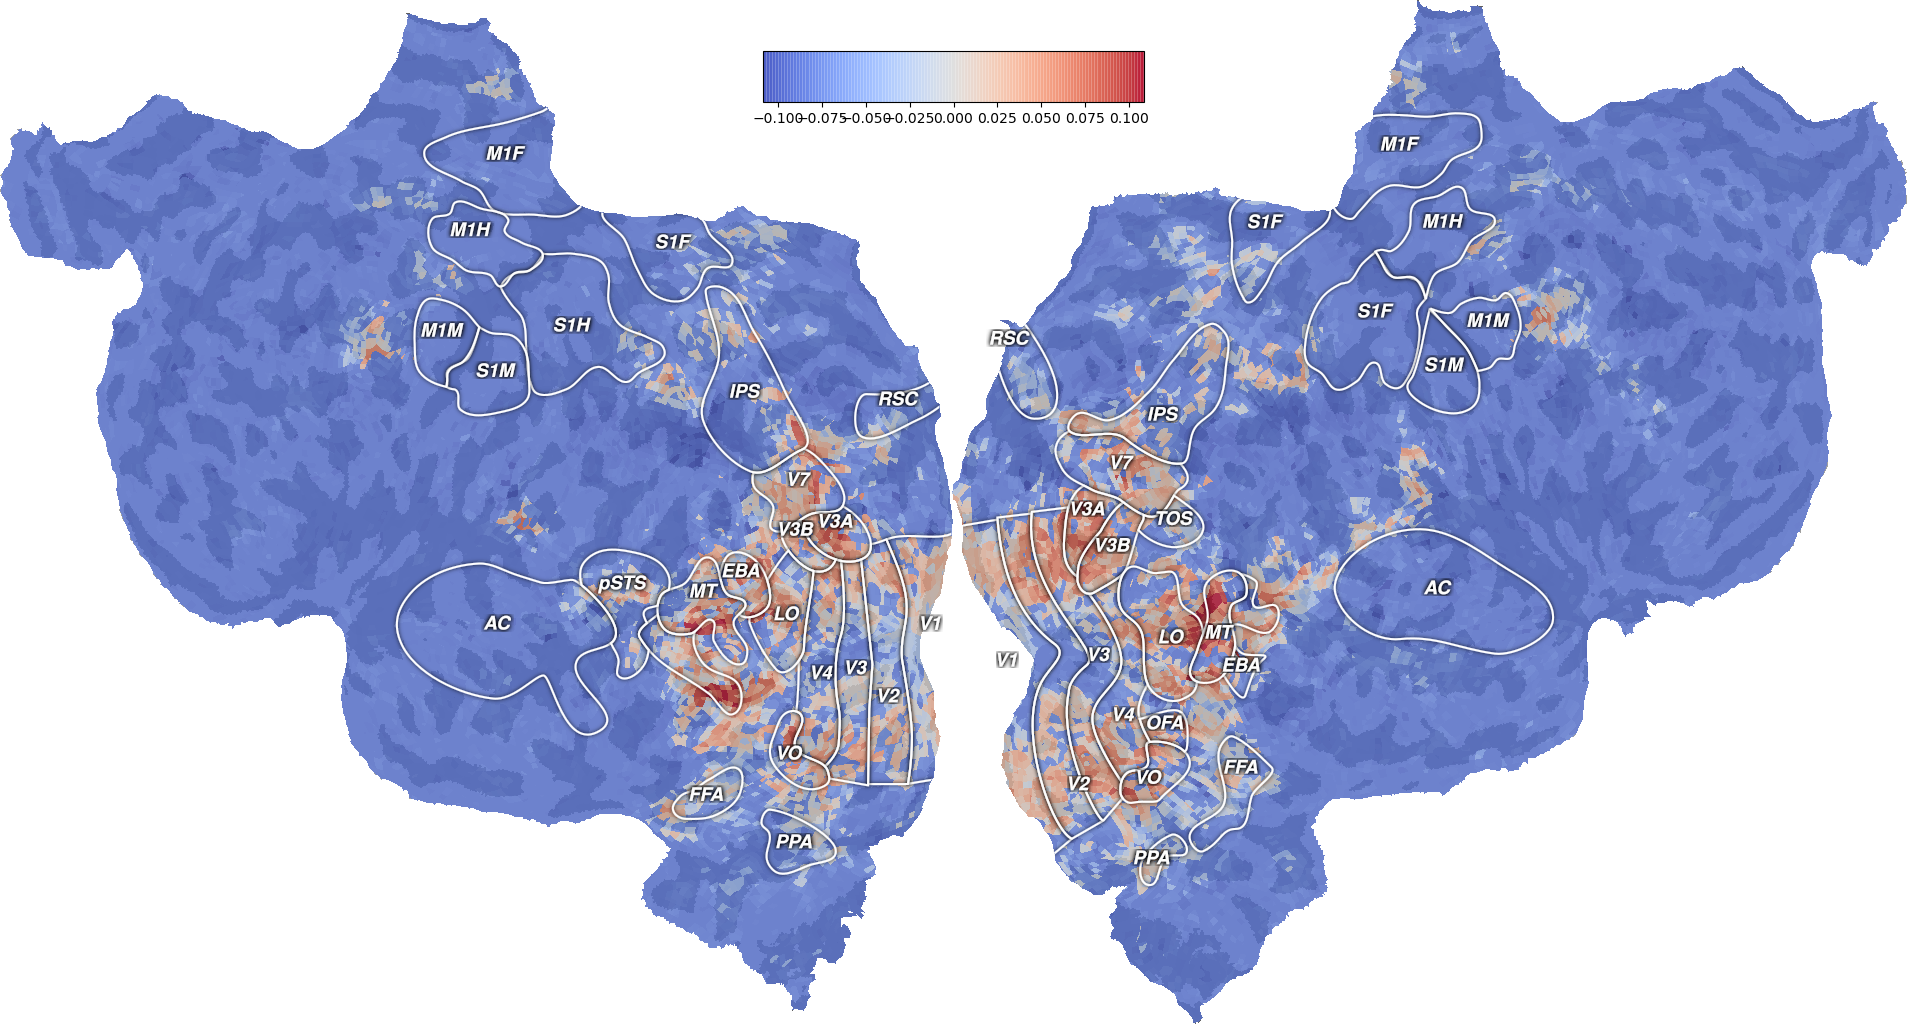 −0.100 −0.075 −0.050 −0.025 0.000 0.025 0.050 0.075 0.100
M1F
M1H
S1F
M1M
S1H
S1M
IPS
RSC
V7
V3B
V3A
EBA
MT
pSTS
AC
LO
V1
V4
V3
V2
VO
FFA
PPA
M1F
S1F
M1H
RSC
S1F
M1M
S1M
IPS
V7
V3A
TOS
V3B
AC
LO
MT
V1
V3
EBA
V4
OFA
V2
VO
FFA
PPA